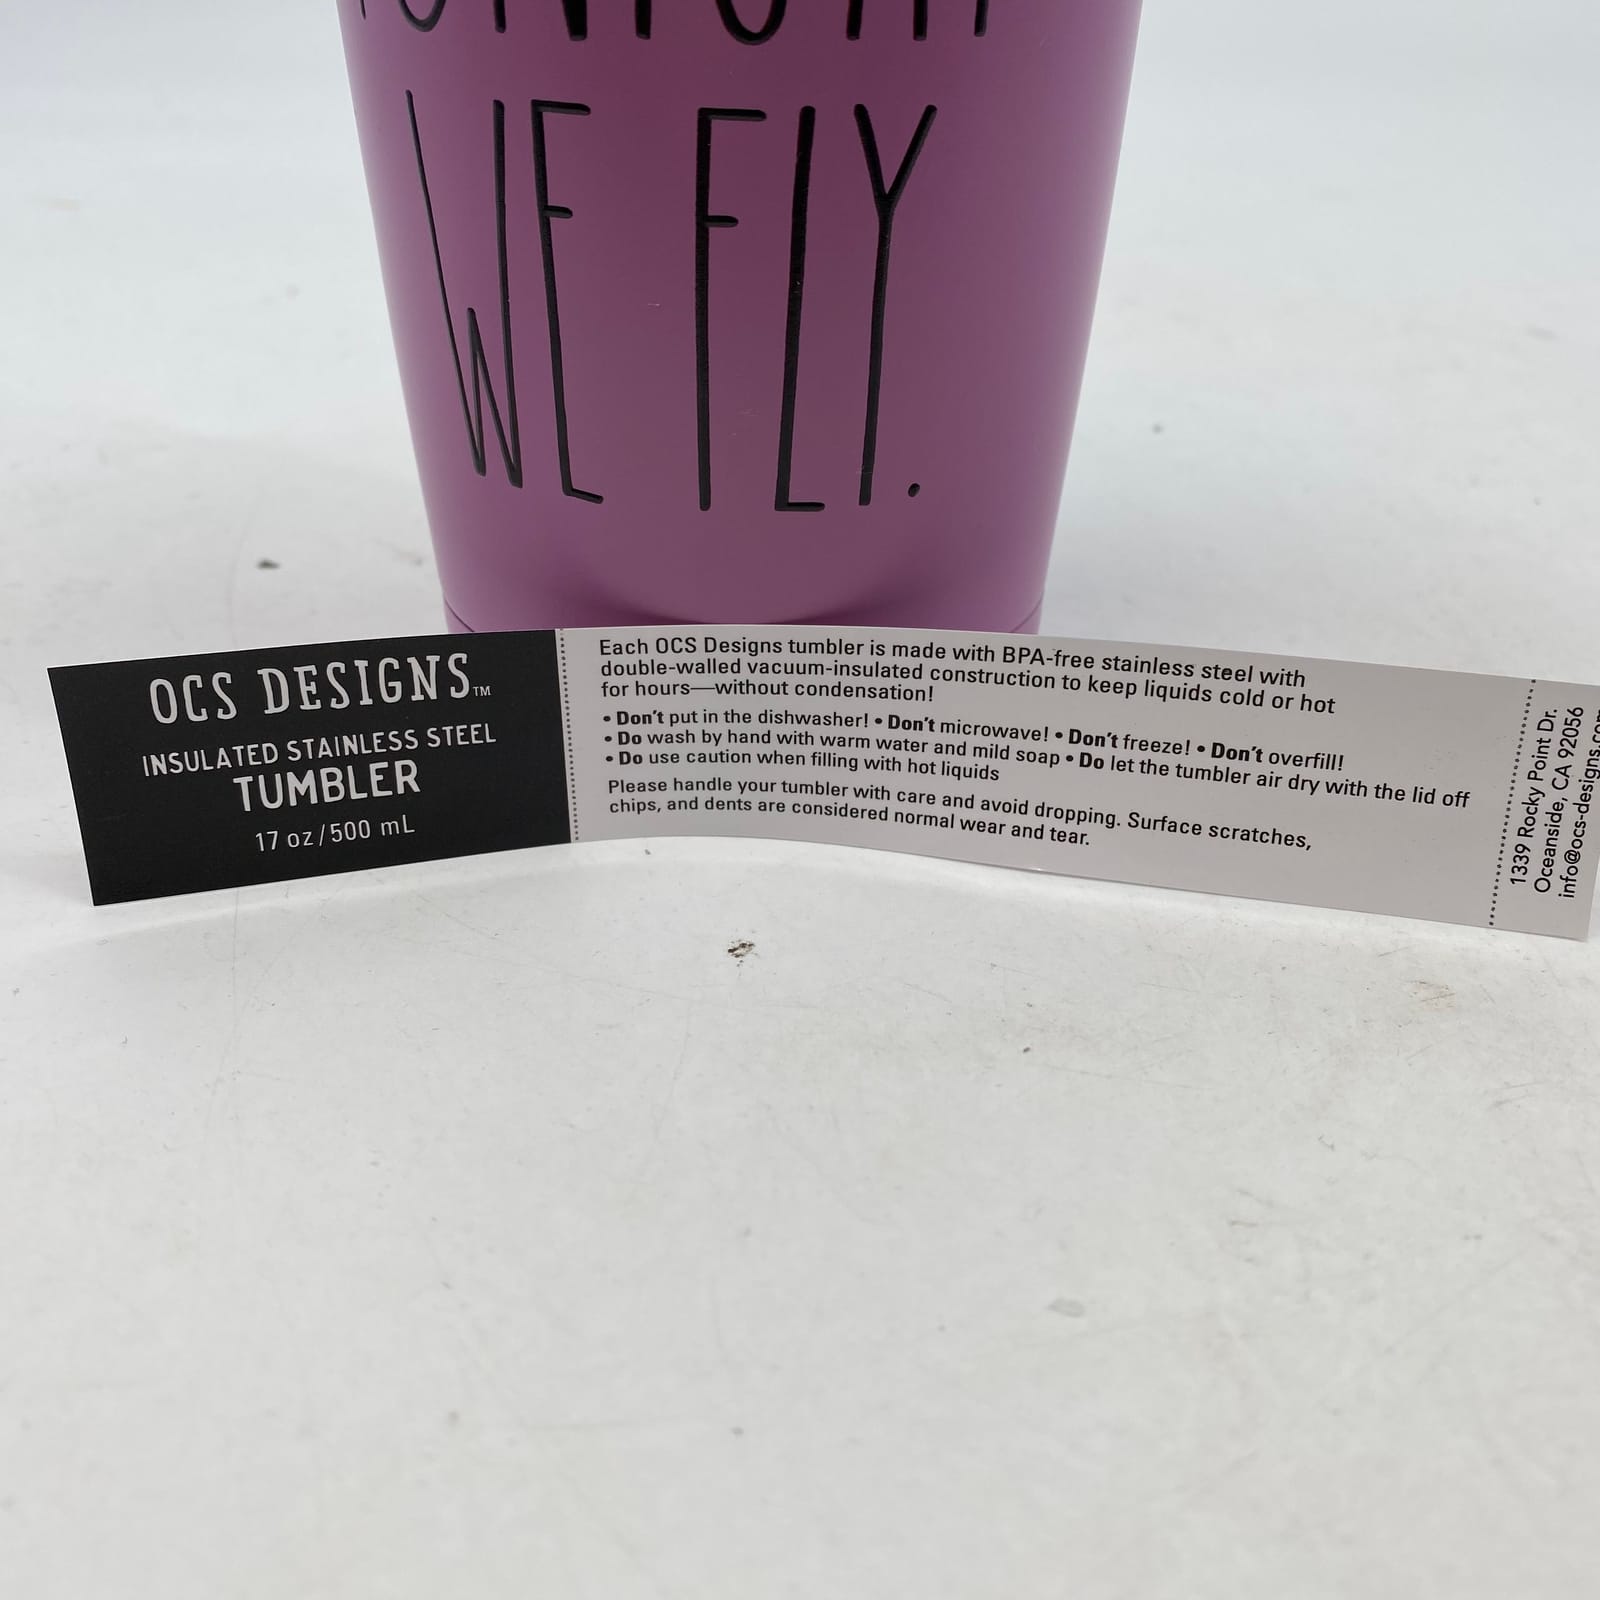 WE FLY.
OCS DESIGNS™
INSULATED STAINLESS STEEL
TUMBLER
17 oz/500 mL
Each OCS Designs tumbler is made with BPA-free stainless steel with
double-walled vacuum-insulated construction to keep liquids cold or hot
for hours—without condensation!
• Don't put in the dishwasher! • Don't microwave! • Don't freeze! • Don't overfill!
• Do wash by hand with warm water and mild soap • Do let the tumbler air dry with the lid off
• Do use caution when filling with hot liquids
Please handle your tumbler with care and avoid dropping. Surface scratches,
chips, and dents are considered normal wear and tear.
1339 Rocky Point Dr.
Oceanside, CA 92056
info@ocs-designs.com